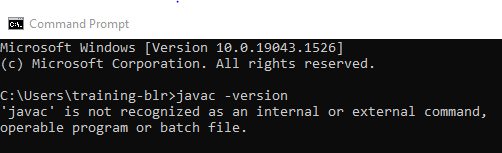 Command Prompt
Microsoft Windows [Version 10.0.19043.1526]
(c) Microsoft Corporation. All rights reserved.
C:\Users\training-blr>javac -version
'javac' is not recognized as an internal or external command,
operable program or batch file.